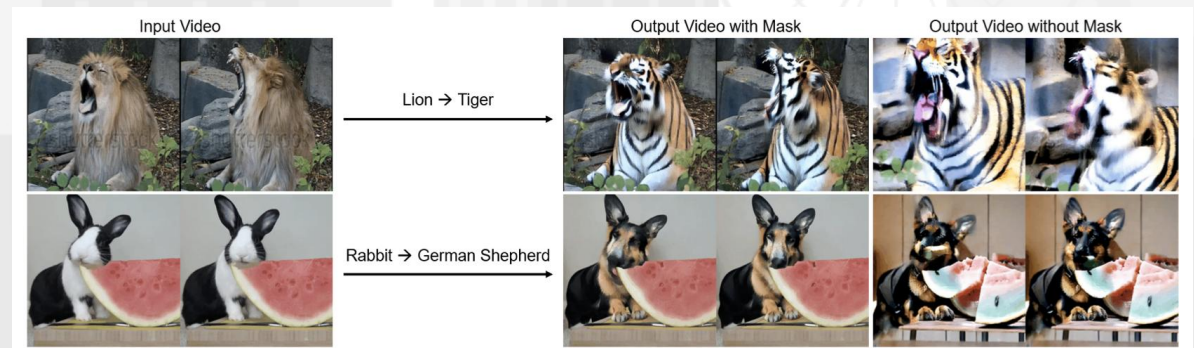 Input Video
Output Video with Mask
Output Video without Mask
Lion → Tiger
Rabbit → German Shepherd